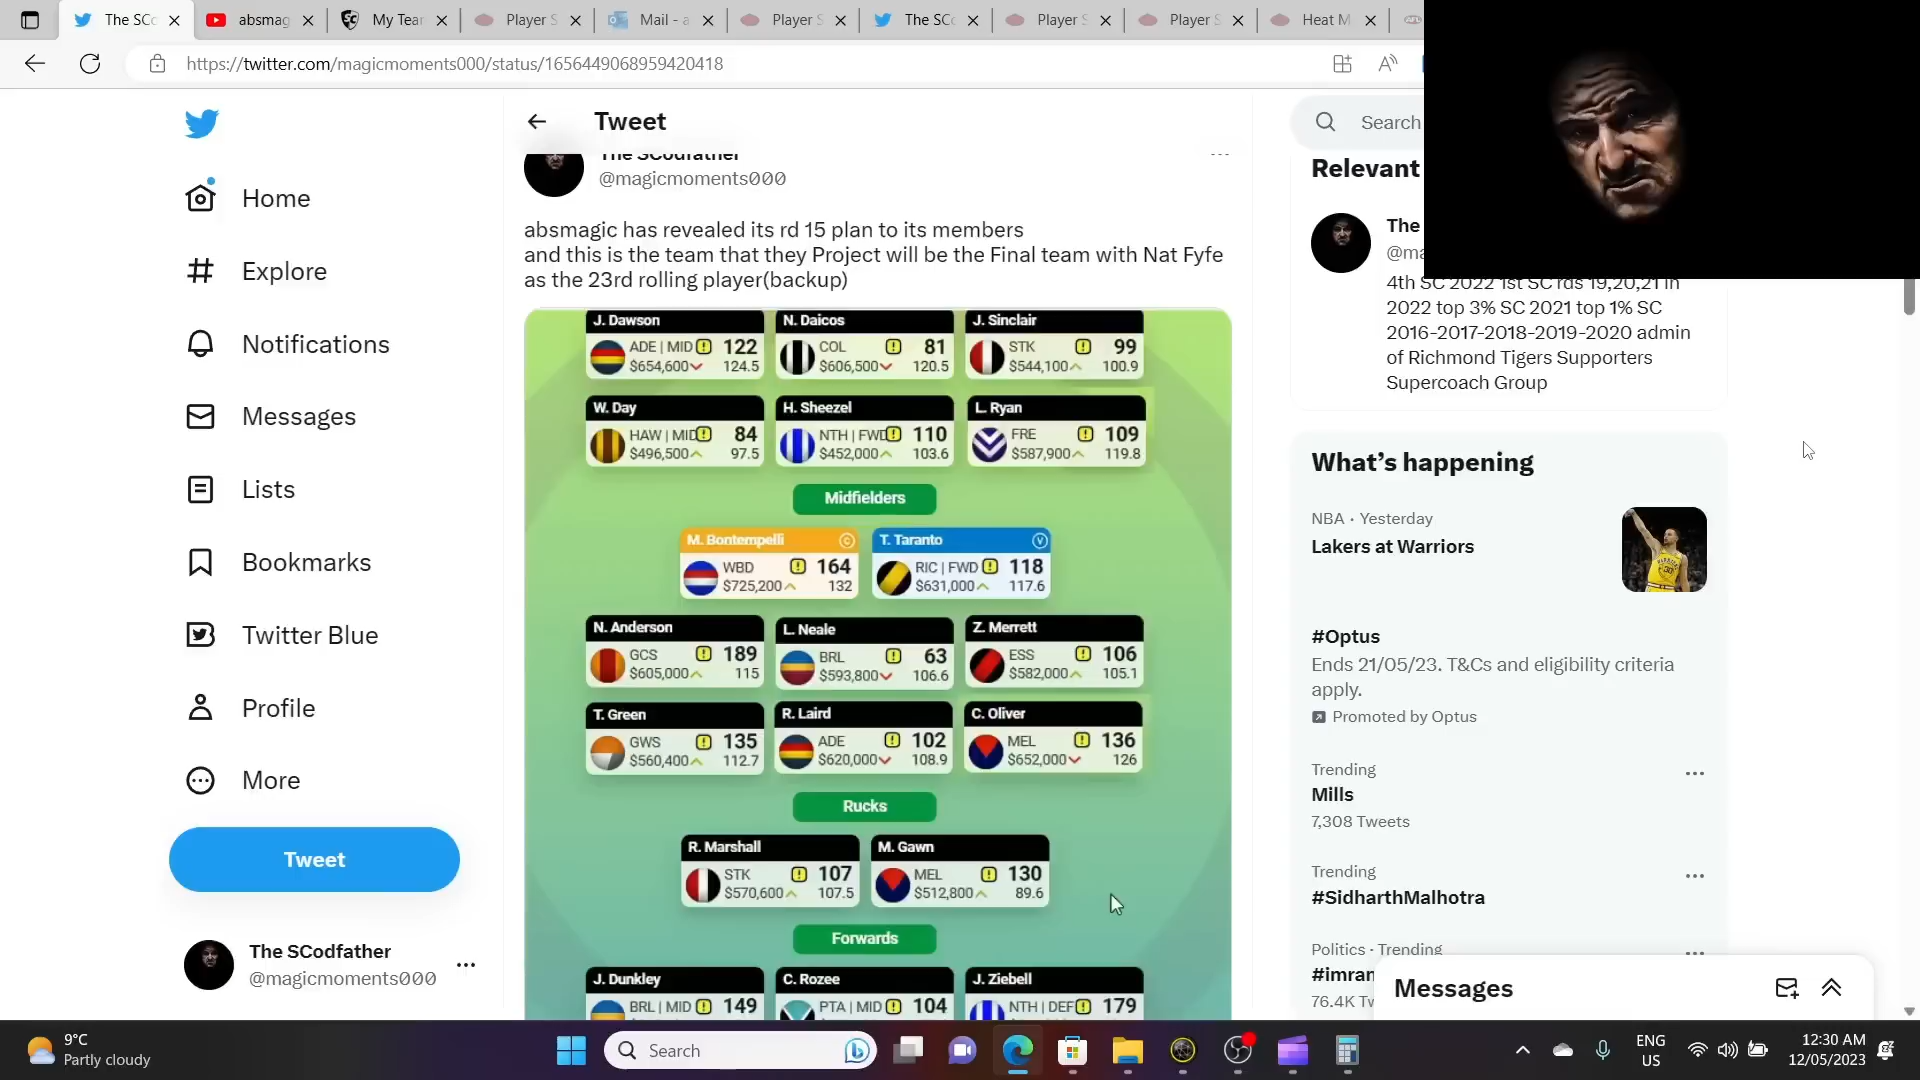 The SCo
absmag
My Tear
Player S
Mail - a
Player S
The SCo
Player S
Player S
Heat M
https://twitter.com/magicmoments000/status/1656449068959420418
Home
Explore
Notifications
Messages
Lists
Bookmarks
Twitter Blue
Profile
More
Tweet
The SCodfather
@magicmoments000
Tweet
The SCodfather
@magicmoments000
absmagic has revealed its rd 15 plan to its members
and this is the team that they Project will be the Final team with Nat Fyfe
as the 23rd rolling player(backup)
J. Dawson
ADE | MID 122
$654,600 124.5
N. Daicos
COL 81
$606,500 120.5
J. Sinclair
STK 99
$544,100 100.9
W. Day
HAW | MID 84
$496,500 97.5
H. Sheezel
NTH | FWD 110
$452,000 103.6
L. Ryan
FRE 109
$587,900 119.8
Midfielders
M. Bontempelli C
WBD 164
$725,200 132
T. Taranto V
RIC | FWD 118
$631,000 117.6
N. Anderson
GCS 189
$605,000 115
L. Neale
BRL 63
$593,800 106.6
Z. Merrett
ESS 106
$582,000 105.1
T. Green
GWS 135
$560,400 112.7
R. Laird
ADE 102
$620,000 108.9
C. Oliver
MEL 136
$652,000 126
Rucks
R. Marshall
STK 107
$570,600 107.5
M. Gawn
MEL 130
$512,800 89.6
Forwards
J. Dunkley
BRL | MID 149
C. Rozee
PTA | MID 104
J. Ziebell
NTH | DEF 179
Search
Relevant
The
@ma
4th SC 2022 1st SC rds 19,20,21 in
2022 top 3% SC 2021 top 1% SC
2016-2017-2018-2019-2020 admin
of Richmond Tigers Supporters
Supercoach Group
What's happening
NBA · Yesterday
Lakers at Warriors
#Optus
Ends 21/05/23. T&Cs and eligibility criteria
apply.
Promoted by Optus
Trending
Mills
7,308 Tweets
Trending
#SidharthMalhotra
Politics · Trending
#imran
76.4K Tw
Messages
9°C
Partly cloudy
Search
ENG
US
12:30 AM
12/05/2023